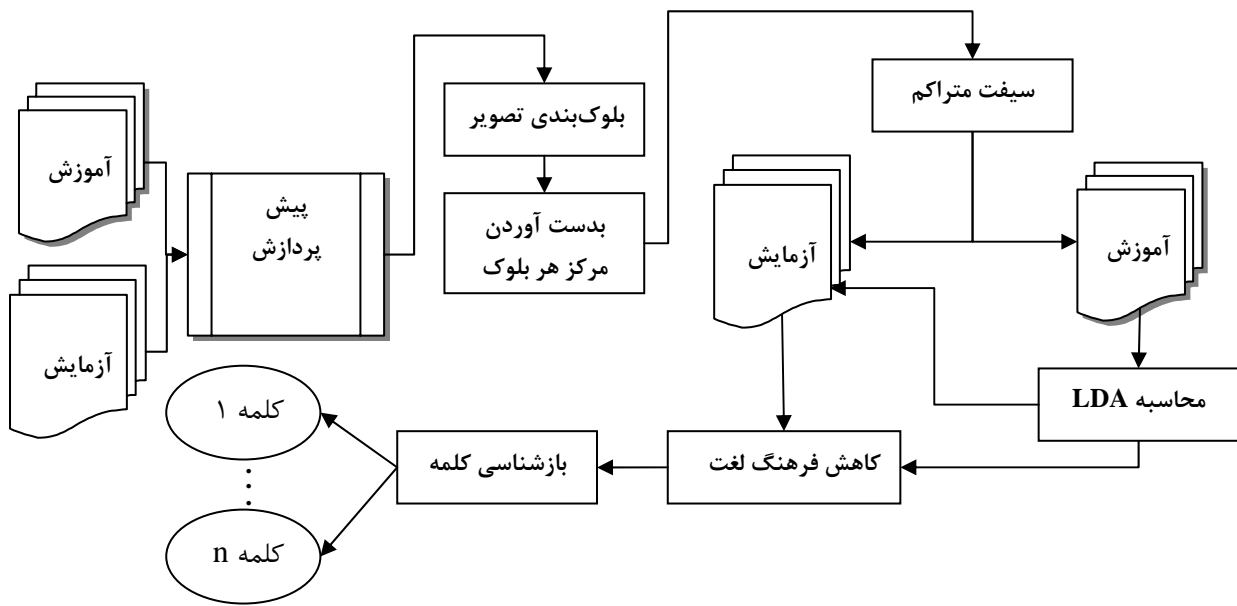 آموزش
آزمایش
پیش
پردازش
بلوک‌بندی تصویر
بدست آوردن
مرکز هر بلوک
سیفت متراکم
آزمایش
آموزش
محاسبه LDA
کاهش فرهنگ لغت
بازشناسی کلمه
کلمه ۱
⋮
کلمه n